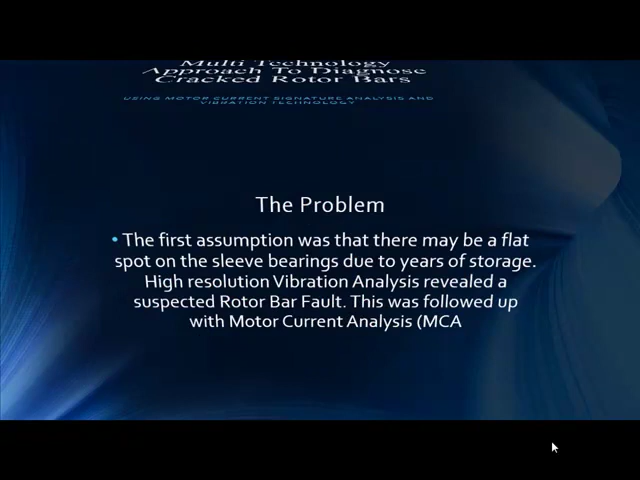 Multi Technology
Approach To Diagnose
Cracked Rotor Bars
USING MOTOR CURRENT SIGNATURE ANALYSIS AND
VIBRATION TECHNOLOGY
The Problem
• The first assumption was that there may be a flat
spot on the sleeve bearings due to years of storage.
High resolution Vibration Analysis revealed a
suspected Rotor Bar Fault. This was followed up
with Motor Current Analysis (MCA